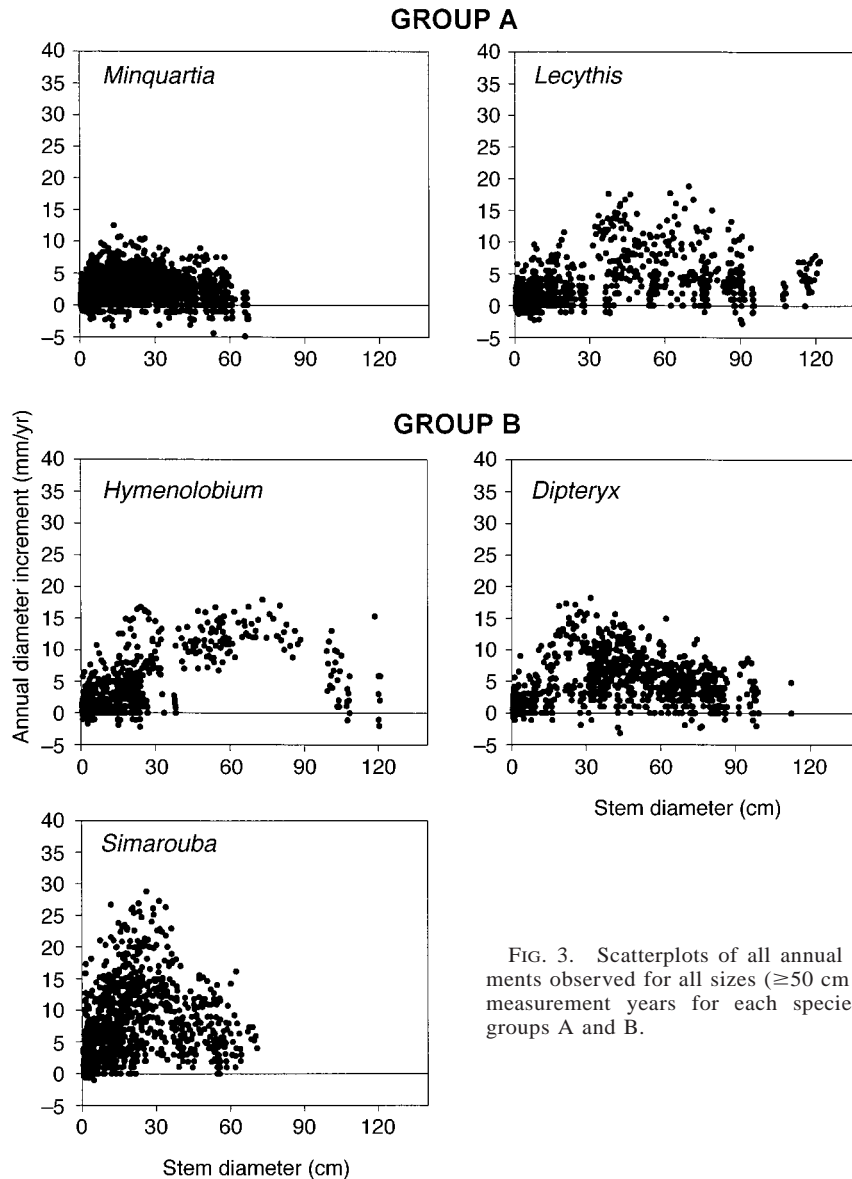 GROUP A
Minquartia
Lecythis
40
35
30
25
20
15
10
5
0
–5
0 30 60 90 120
40
35
30
25
20
15
10
5
0
–5
0 30 60 90 120
GROUP B
Annual diameter increment (mm/yr)
Hymenolobium
Dipteryx
40
35
30
25
20
15
10
5
0
–5
0 30 60 90 120
40
35
30
25
20
15
10
5
0
–5
0 30 60 90 120
Stem diameter (cm)
Simarouba
40
35
30
25
20
15
10
5
0
–5
0 30 60 90 120
Stem diameter (cm)
FIG. 3. Scatterplots of all annual
ments observed for all sizes (≥50 cm
measurement years for each specie
groups A and B.